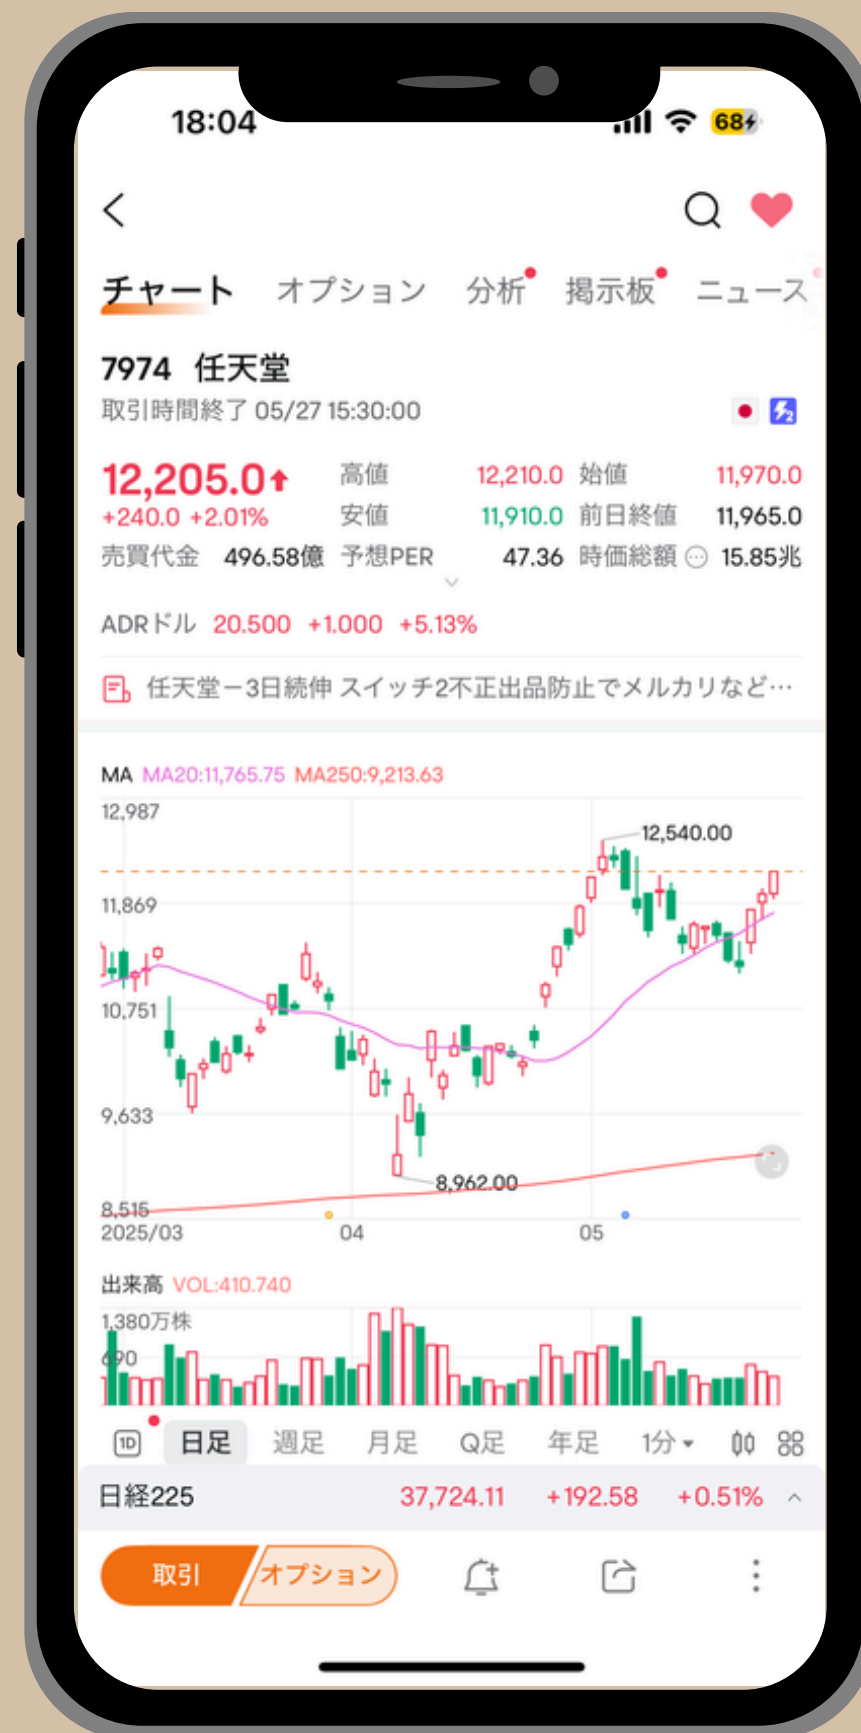 18:04
68
チャート オプション 分析 掲示板 ニュース
7974 任天堂
取引時間終了 05/27 15:30:00
12,205.0 高値 12,210.0 始値 11,970.0
+240.0 +2.01% 安値 11,910.0 前日終値 11,965.0
売買代金 496.58億 予想PER 47.36 時価総額 15.85兆
ADRドル 20.500 +1.000 +5.13%
任天堂－3日続伸 スイッチ2不正出品防止でメルカリなど…
MA MA20:11,765.75 MA250:9,213.63
12,987
12,540.00
11,869
10,751
9,633
8,962.00
8,515
2025/03 04 05
出来高 VOL:410.740
1,380万株
690
1D 日足 週足 月足 Q足 年足 1分
日経225 37,724.11 +192.58 +0.51%
取引 オプション